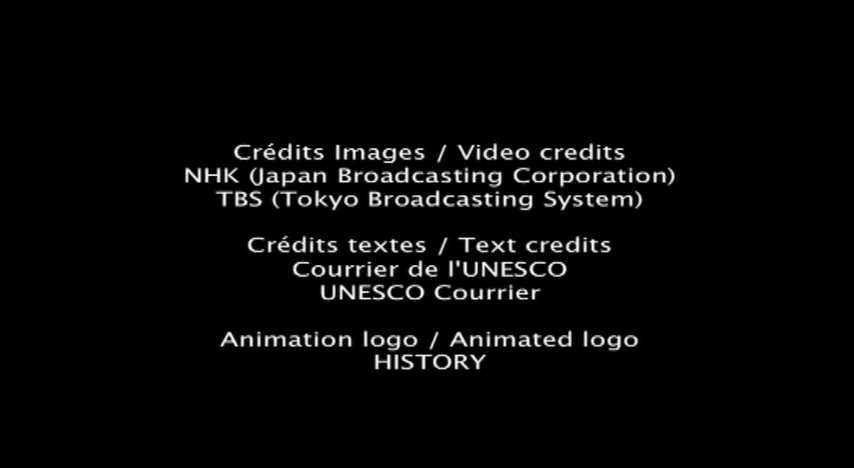 Crédits Images / Video credits
NHK (Japan Broadcasting Corporation)
TBS (Tokyo Broadcasting System)
Crédits textes / Text credits
Courrier de l'UNESCO
UNESCO Courrier
Animation logo / Animated logo
HISTORY